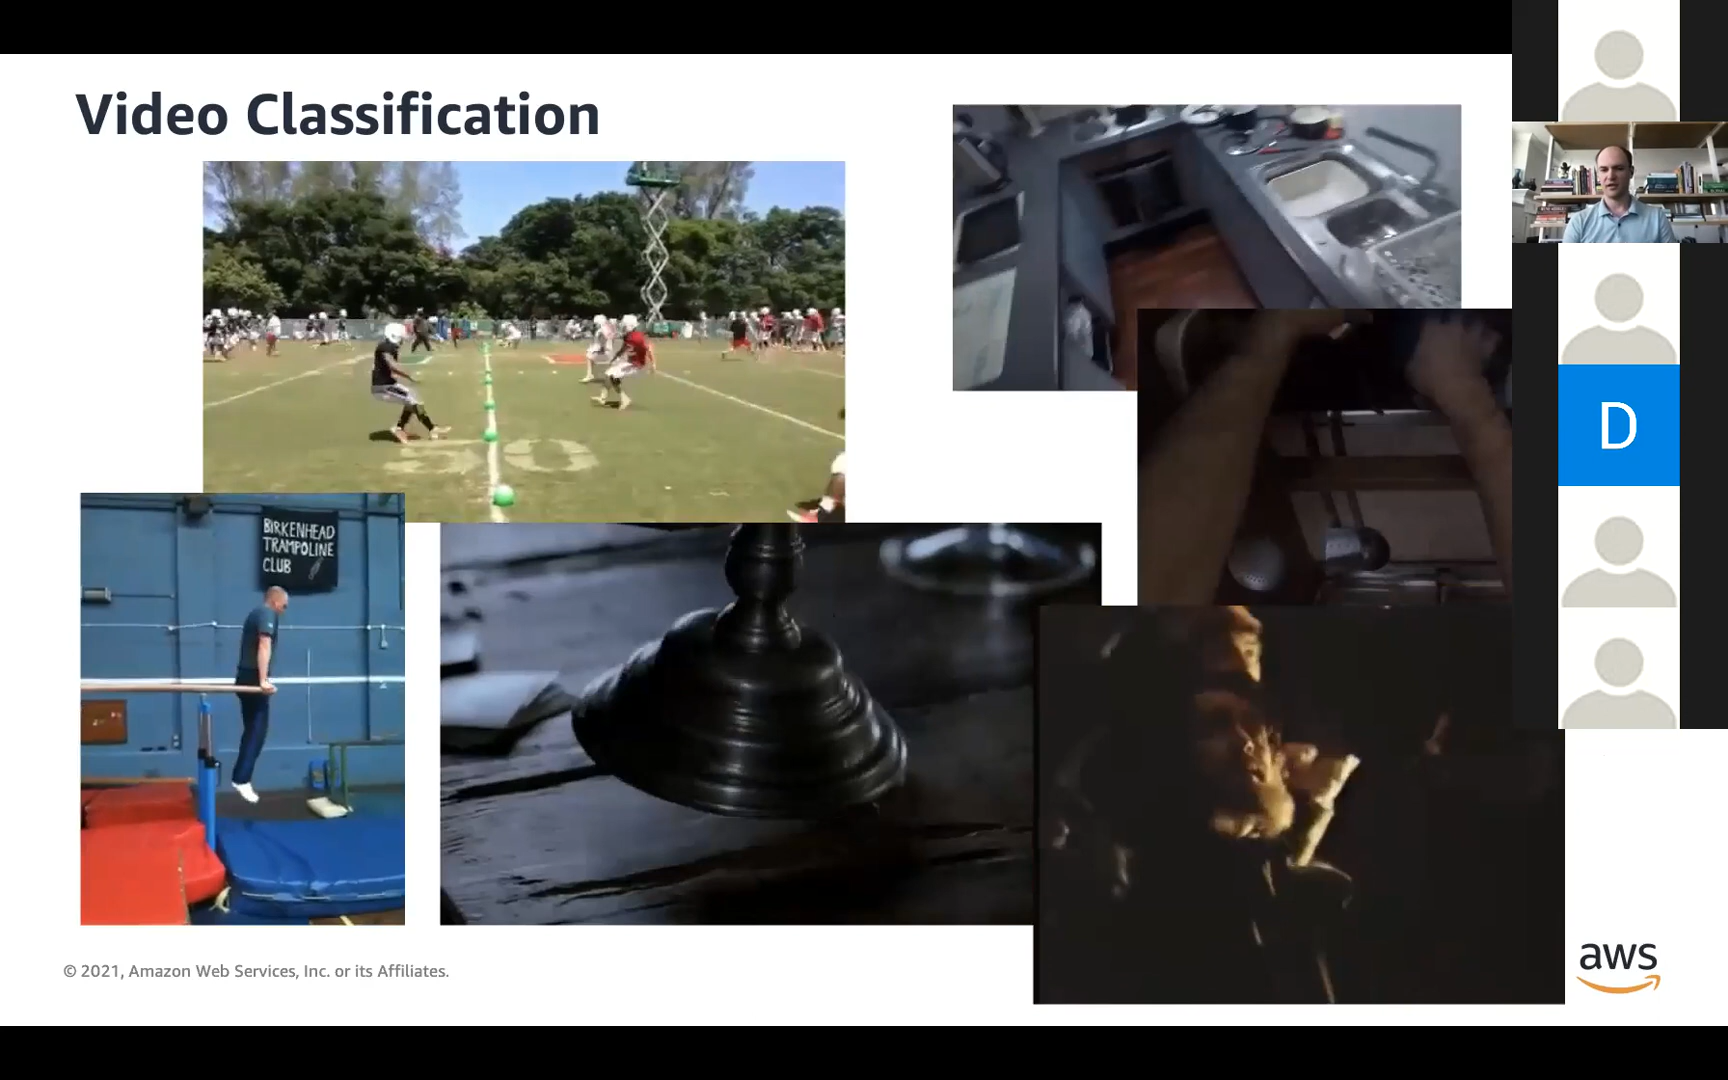 Video Classification
BIRKENHEAD
TRAMPOLINE
CLUB
50
D
© 2021, Amazon Web Services, Inc. or its Affiliates.
aws